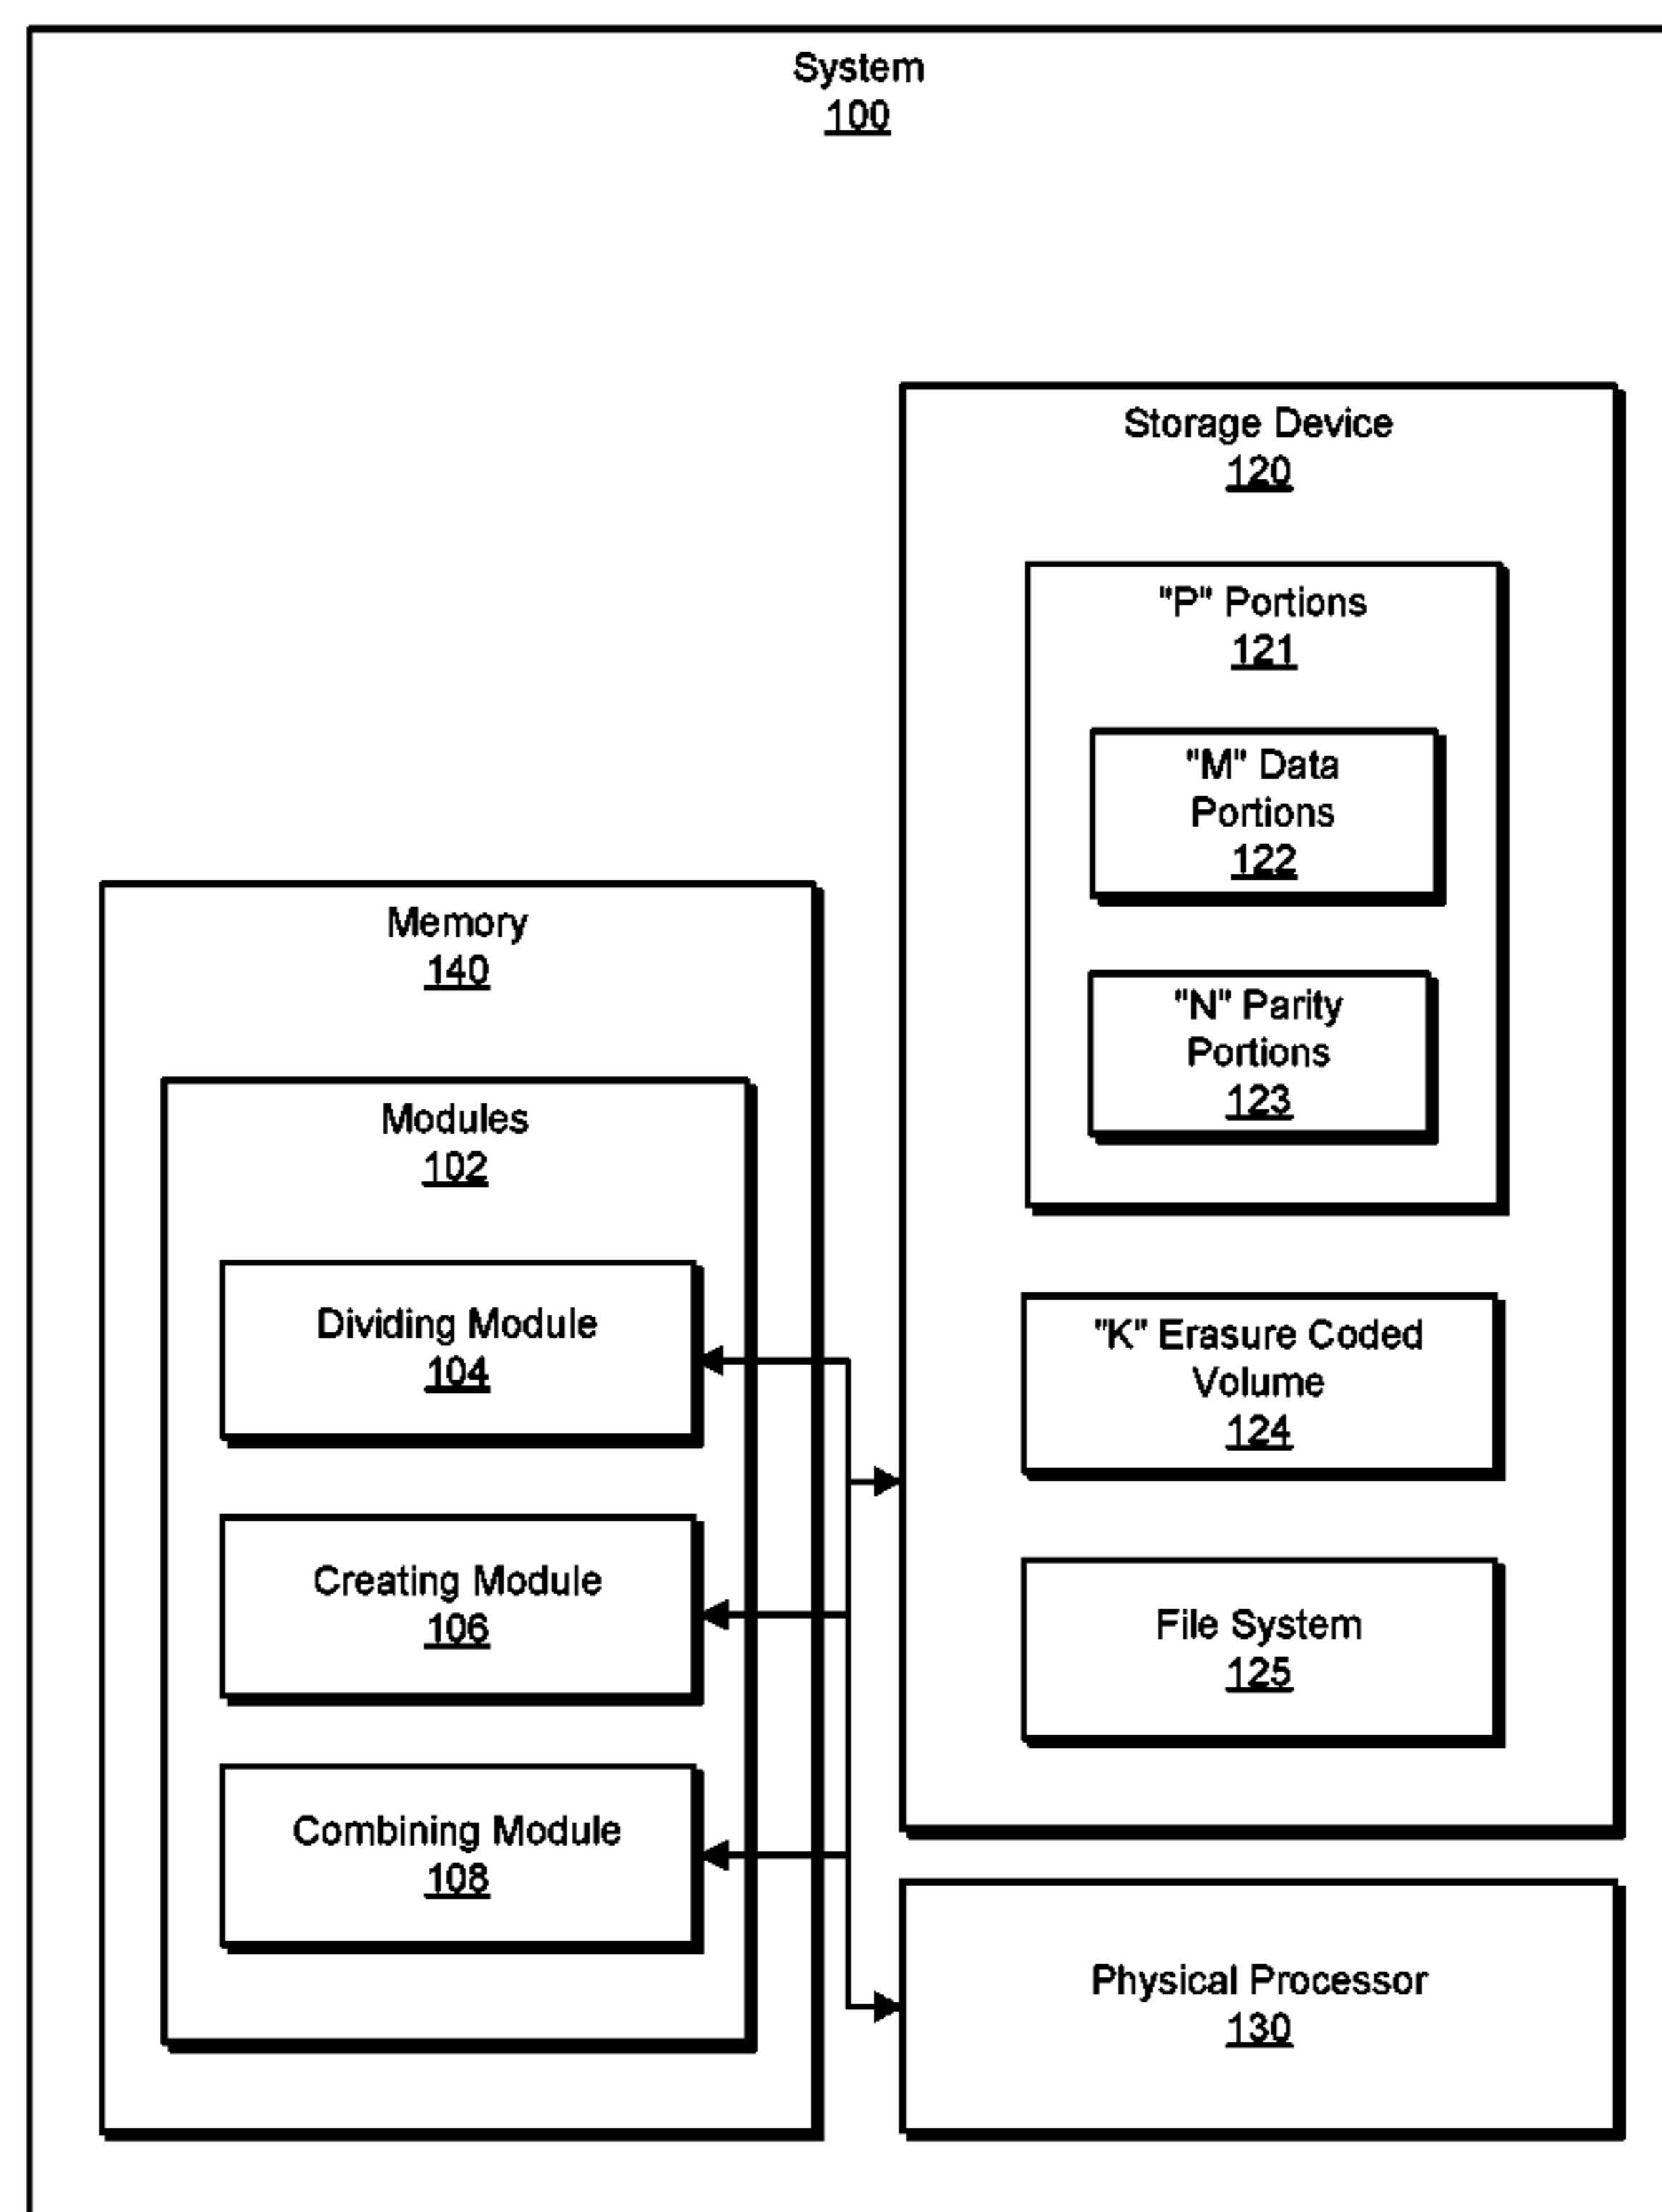 System
100
Storage Device
120
"P" Portions
121
"M" Data
Portions
122
"N" Parity
Portions
123
"K" Erasure Coded
Volume
124
File System
125
Memory
140
Modules
102
Dividing Module
104
Creating Module
106
Combining Module
108
Physical Processor
130